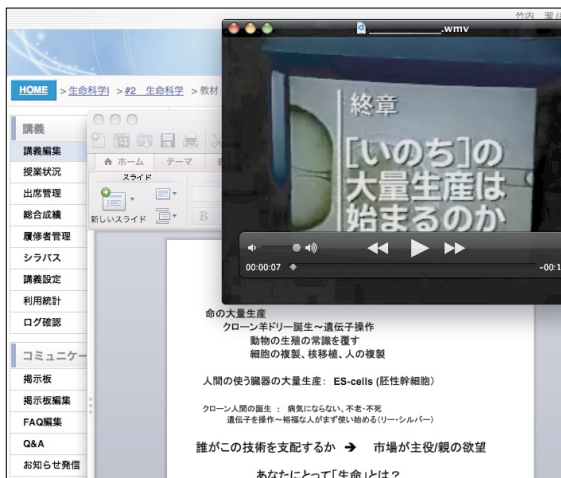 竹内 潔
.wmv
HOME > 生命科学I > #2 生命科学 > 教材
終章
[いのち]の
大量生産は
始まるのか
00:00:07
講義
講義編集
授業状況
出席管理
総合成績
履修者管理
シラバス
講義設定
利用統計
ログ確認
コミュニケー
掲示板
掲示板編集
FAQ編集
Q&A
お知らせ発信
ホーム
テーマ
スライド
新しいスライド
B
命の大量生産
クローン羊ドリー誕生～遺伝子操作
動物の生殖の常識を覆す
細胞の複製、核移植、人の複製
人間の使う臓器の大量生産: ES-cells (胚性幹細胞)
クローン人間の誕生 : 病気にならない、不老・不死
遺伝子を操作～裕福な人がまず使い始める(リー・シルバー)
誰がこの技術を支配するか → 市場が主役/親の欲望
あなたにとって「生命」とは？